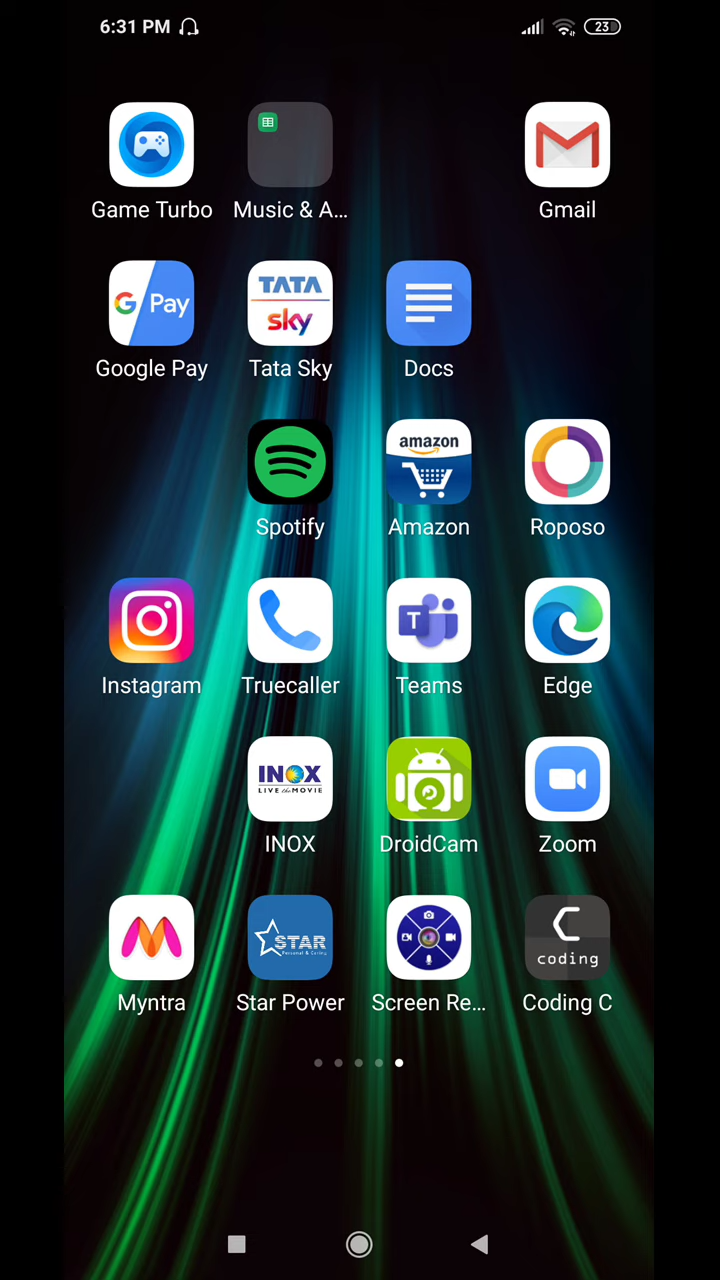 6:31 PM 23
Game Turbo Music & A... Gmail
G Pay TATA
sky
Google Pay Tata Sky Docs
amazon
Spotify Amazon Roposo
T
Instagram Truecaller Teams Edge
INOX
LIVE the MOVIE
INOX DroidCam Zoom
STAR
coding
Myntra Star Power Screen Re... Coding C